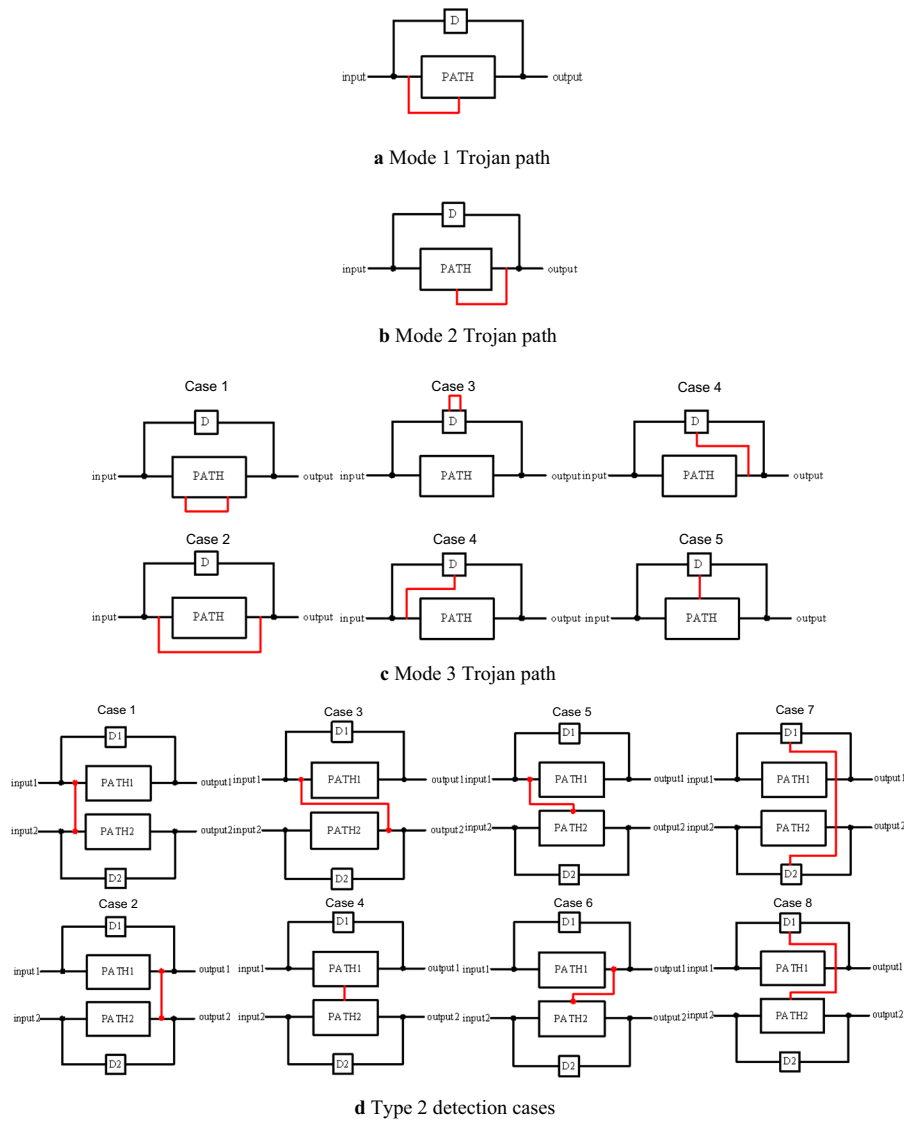 D
input
PATH
output
a Mode 1 Trojan path
D
input
PATH
output
b Mode 2 Trojan path
Case 1
Case 3
Case 4
D
D
D
input
PATH
output
input
PATH
output
input
PATH
output
Case 2
Case 4
Case 5
D
D
D
input
PATH
output
input
PATH
output
input
PATH
output
c Mode 3 Trojan path
Case 1
Case 3
Case 5
Case 7
D1
D1
D1
D1
input1
PATH1
output1
input1
PATH1
output1
input1
PATH1
output1
input1
PATH1
output1
input2
PATH2
output2
input2
PATH2
output2
input2
PATH2
output2
input2
PATH2
output2
D2
D2
D2
D2
Case 2
Case 4
Case 6
Case 8
D1
D1
D1
D1
input1
PATH1
output1
input1
PATH1
output1
input1
PATH1
output1
input1
PATH1
output1
input2
PATH2
output2
input2
PATH2
output2
input2
PATH2
output2
input2
PATH2
output2
D2
D2
D2
D2
d Type 2 detection cases